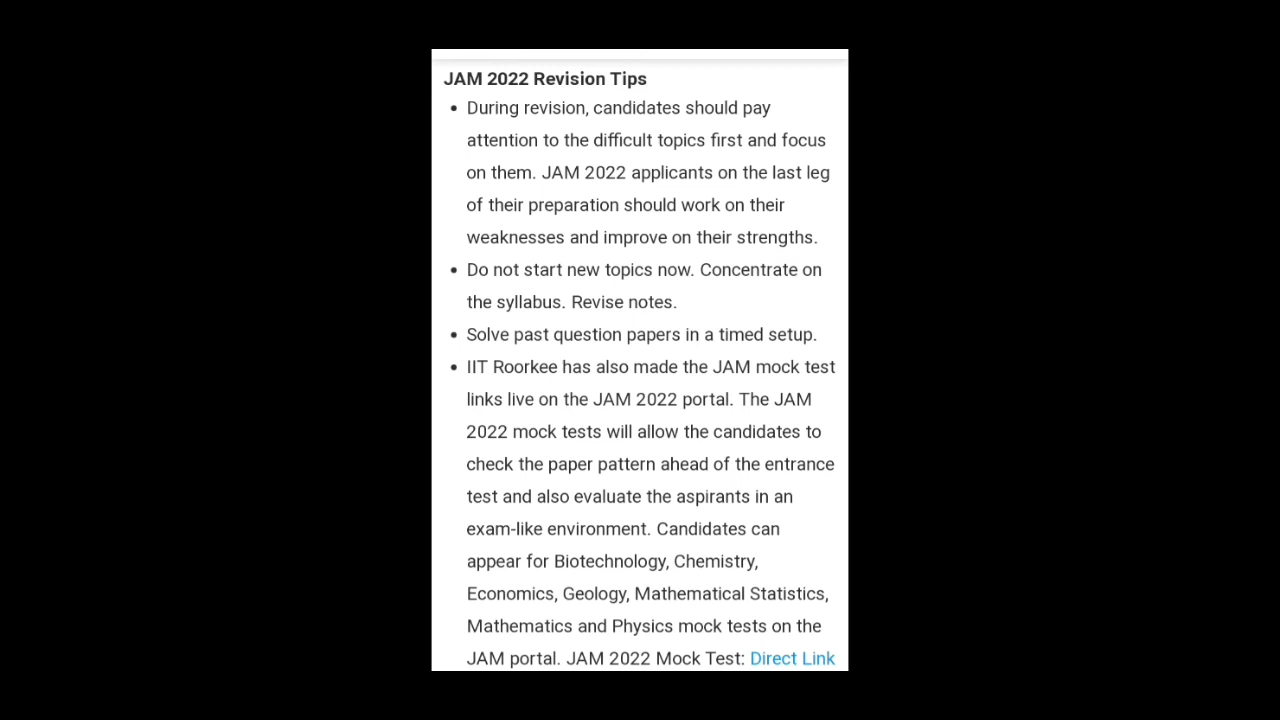 JAM 2022 Revision Tips
• During revision, candidates should pay
attention to the difficult topics first and focus
on them. JAM 2022 applicants on the last leg
of their preparation should work on their
weaknesses and improve on their strengths.
• Do not start new topics now. Concentrate on
the syllabus. Revise notes.
• Solve past question papers in a timed setup.
• IIT Roorkee has also made the JAM mock test
links live on the JAM 2022 portal. The JAM
2022 mock tests will allow the candidates to
check the paper pattern ahead of the entrance
test and also evaluate the aspirants in an
exam-like environment. Candidates can
appear for Biotechnology, Chemistry,
Economics, Geology, Mathematical Statistics,
Mathematics and Physics mock tests on the
JAM portal. JAM 2022 Mock Test: Direct Link